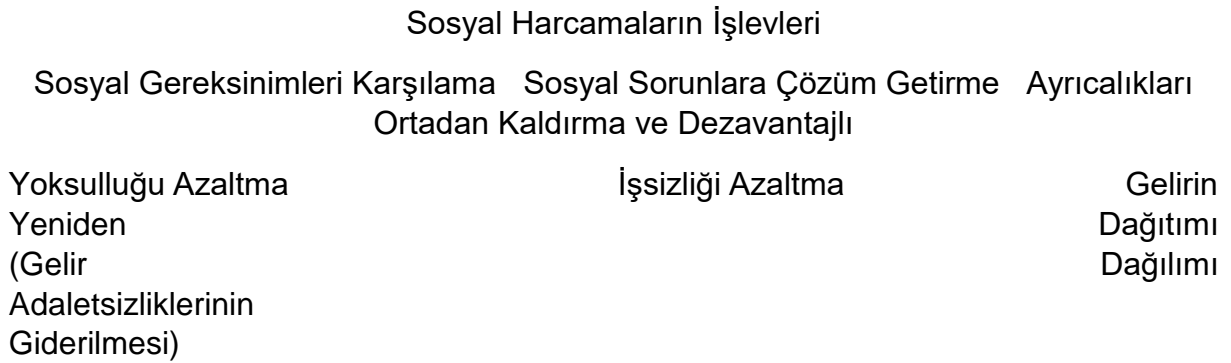 Sosyal Harcamaların İşlevleri
Sosyal Gereksinimleri Karşılama Sosyal Sorunlara Çözüm Getirme Ayrıcalıkları
Ortadan Kaldırma ve Dezavantajlı
Yoksulluğu Azaltma İşsizliği Azaltma Gelirin
Yeniden Dağıtımı
(Gelir Dağılımı
Adaletsizliklerinin
Giderilmesi)